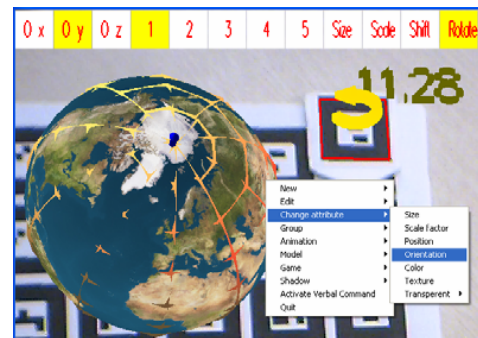 0 x 0 y 0 z 1 2 3 4 5 Size Scale Shift Rotate
11.28
New
Edit
Change attribute
Group
Animation
Model
Game
Shadow
Activate Verbal Command
Quit
Size
Scale factor
Position
Orientation
Color
Texture
Transperent